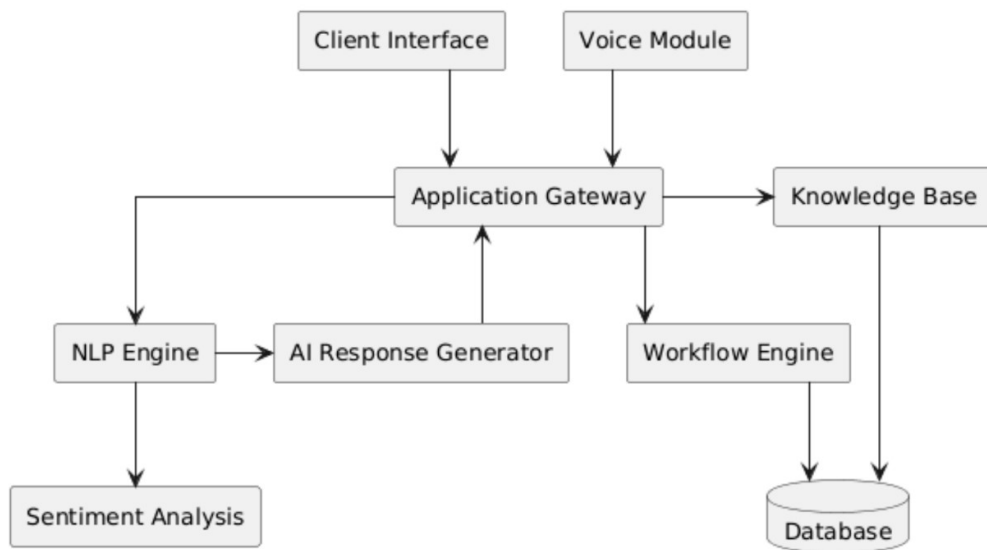 Client Interface
Voice Module
Application Gateway
Knowledge Base
NLP Engine
AI Response Generator
Workflow Engine
Sentiment Analysis
Database